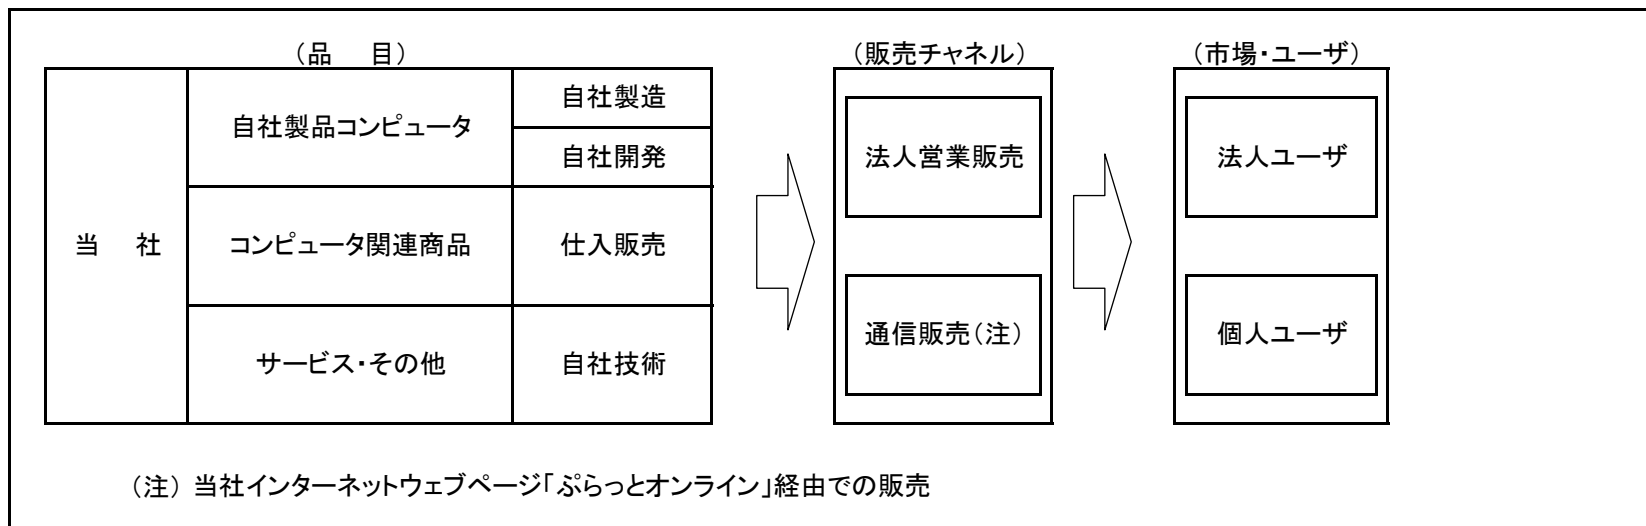 （品　目）
（販売チャネル）
（市場・ユーザ）
当　社
自社製品コンピュータ
自社製造
自社開発
コンピュータ関連商品
仕入販売
サービス・その他
自社技術
法人営業販売
通信販売（注）
法人ユーザ
個人ユーザ
（注） 当社インターネットウェブページ「ぷらっとオンライン」経由での販売